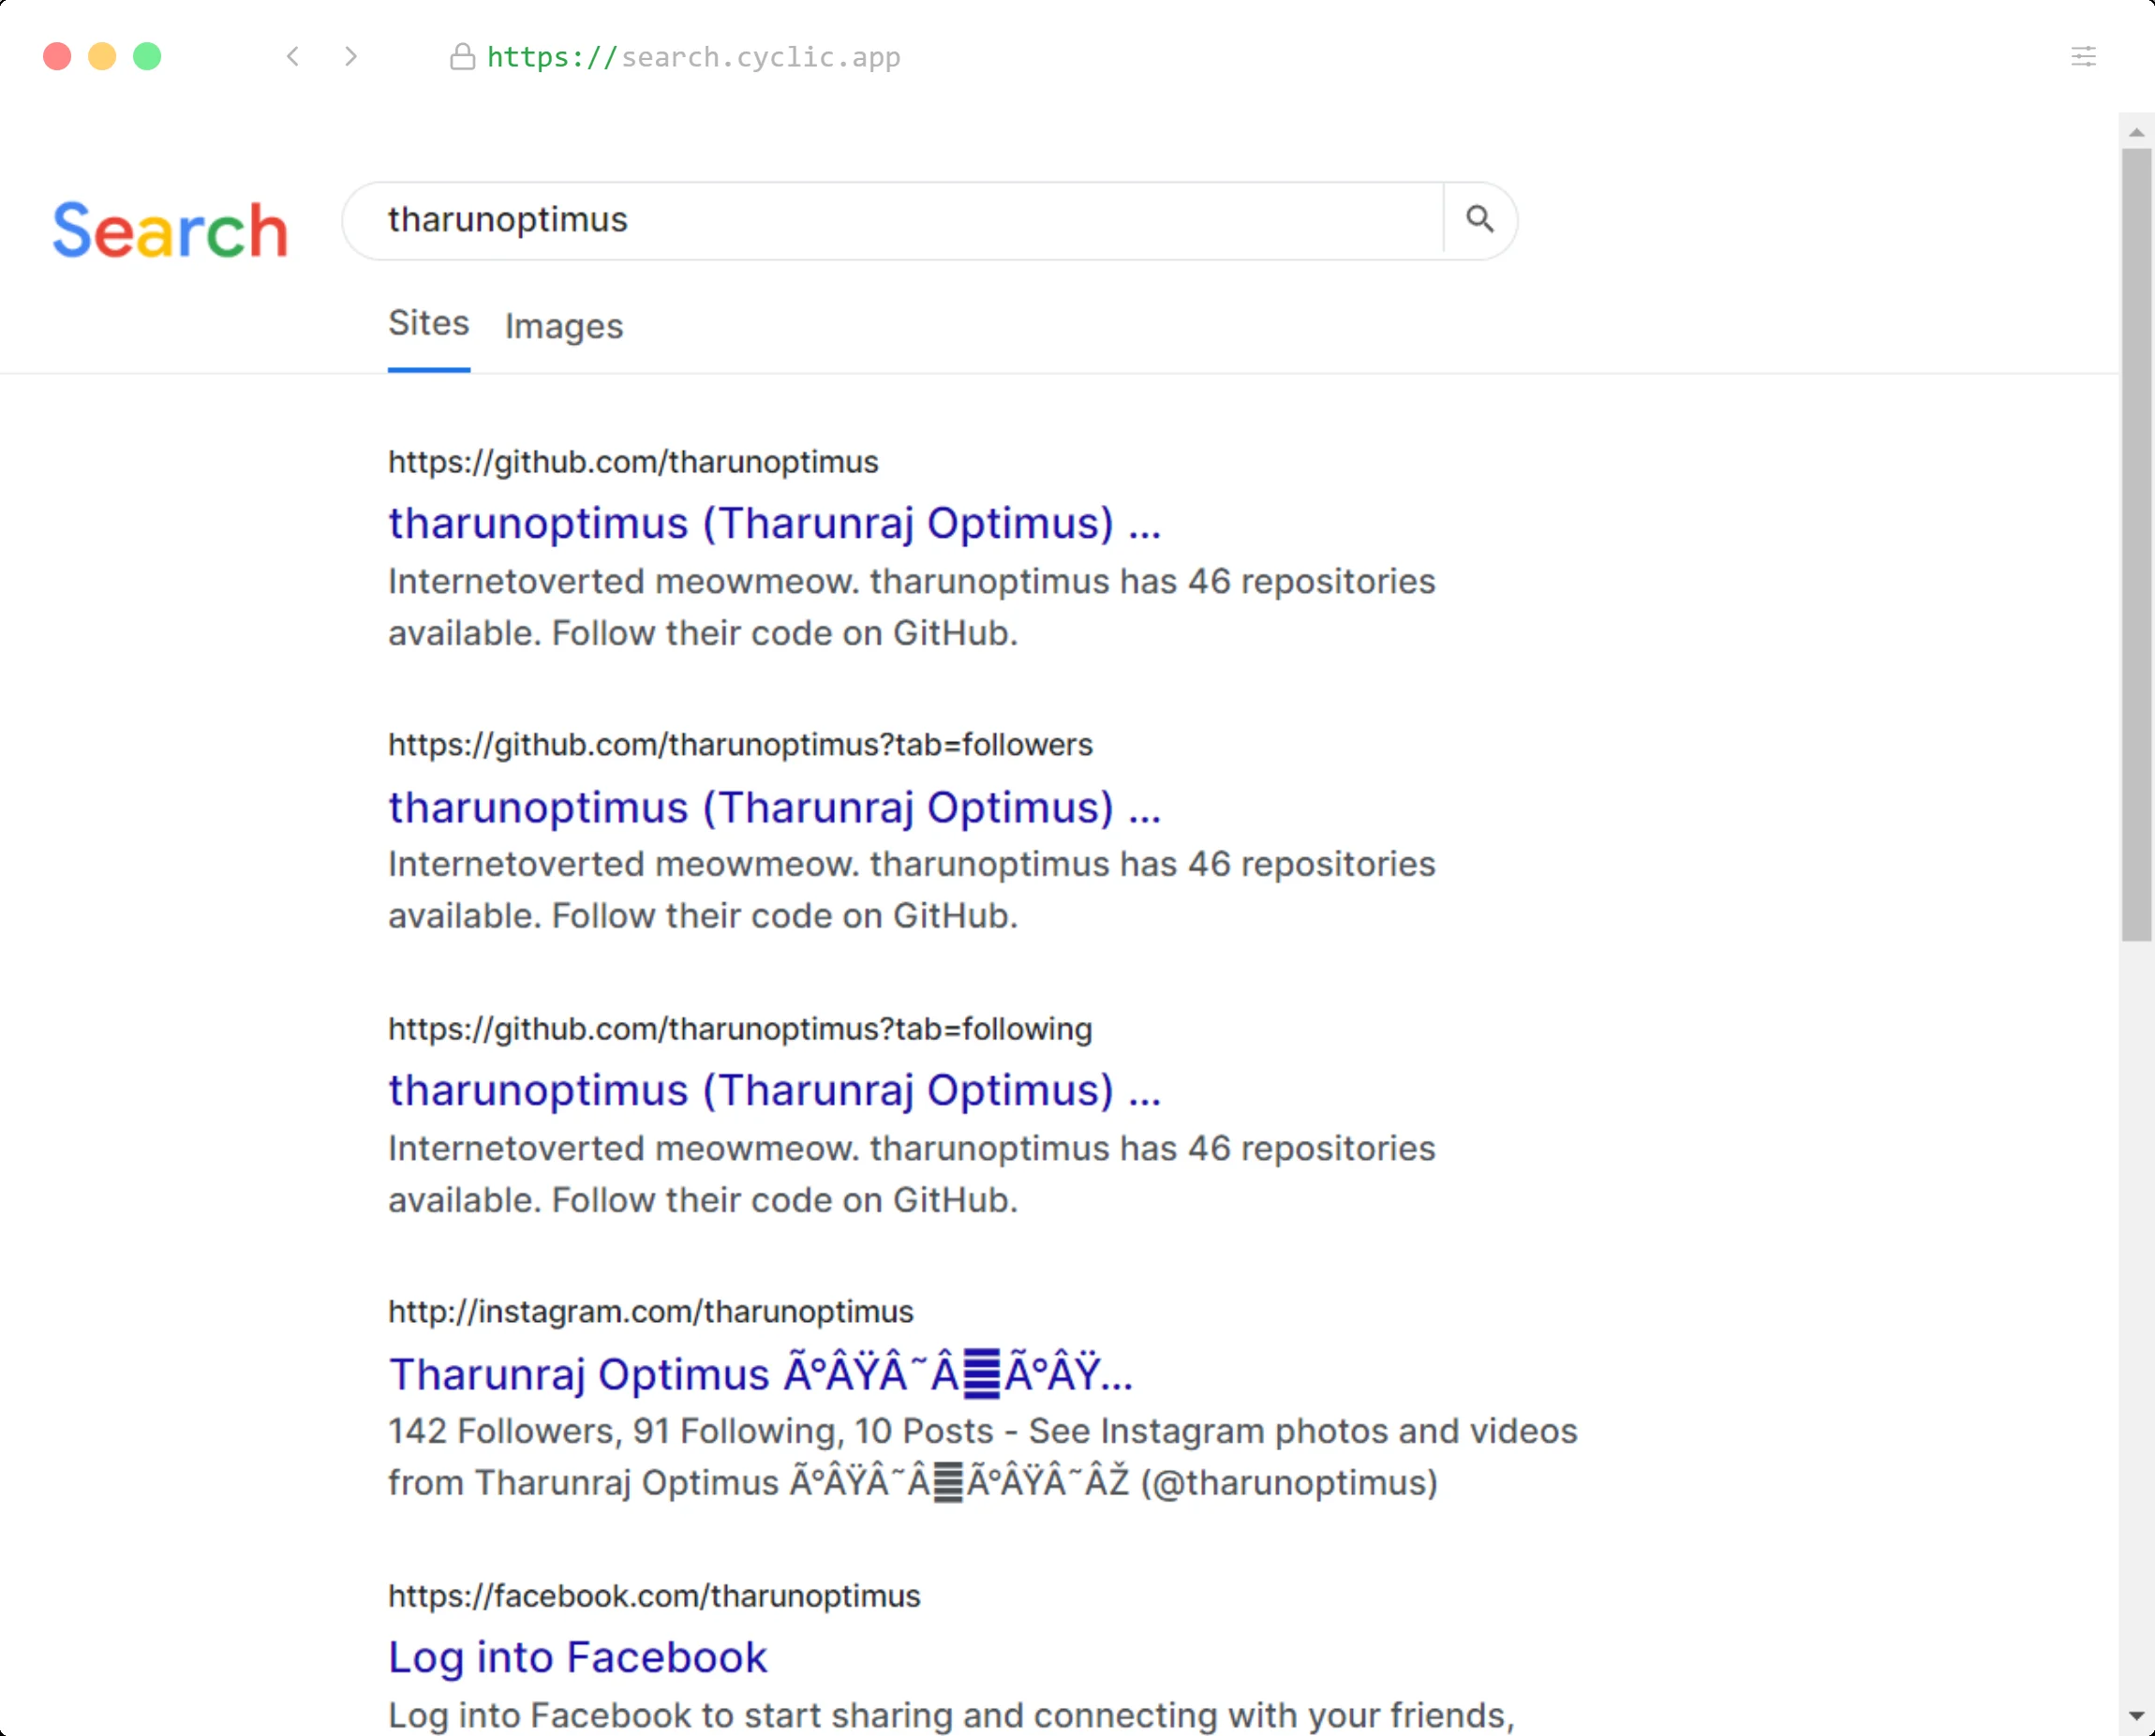 https://search.cyclic.app
Search
tharunoptimus
Sites Images
https://github.com/tharunoptimus
tharunoptimus (Tharunraj Optimus) ...
Internetoverted meowmeow. tharunoptimus has 46 repositories
available. Follow their code on GitHub.
https://github.com/tharunoptimus?tab=followers
tharunoptimus (Tharunraj Optimus) ...
Internetoverted meowmeow. tharunoptimus has 46 repositories
available. Follow their code on GitHub.
https://github.com/tharunoptimus?tab=following
tharunoptimus (Tharunraj Optimus) ...
Internetoverted meowmeow. tharunoptimus has 46 repositories
available. Follow their code on GitHub.
http://instagram.com/tharunoptimus
Tharunraj Optimus
142 Followers, 91 Following, 10 Posts - See Instagram photos and videos
from Tharunraj Optimus (@tharunoptimus)
https://facebook.com/tharunoptimus
Log into Facebook
Log into Facebook to start sharing and connecting with your friends,